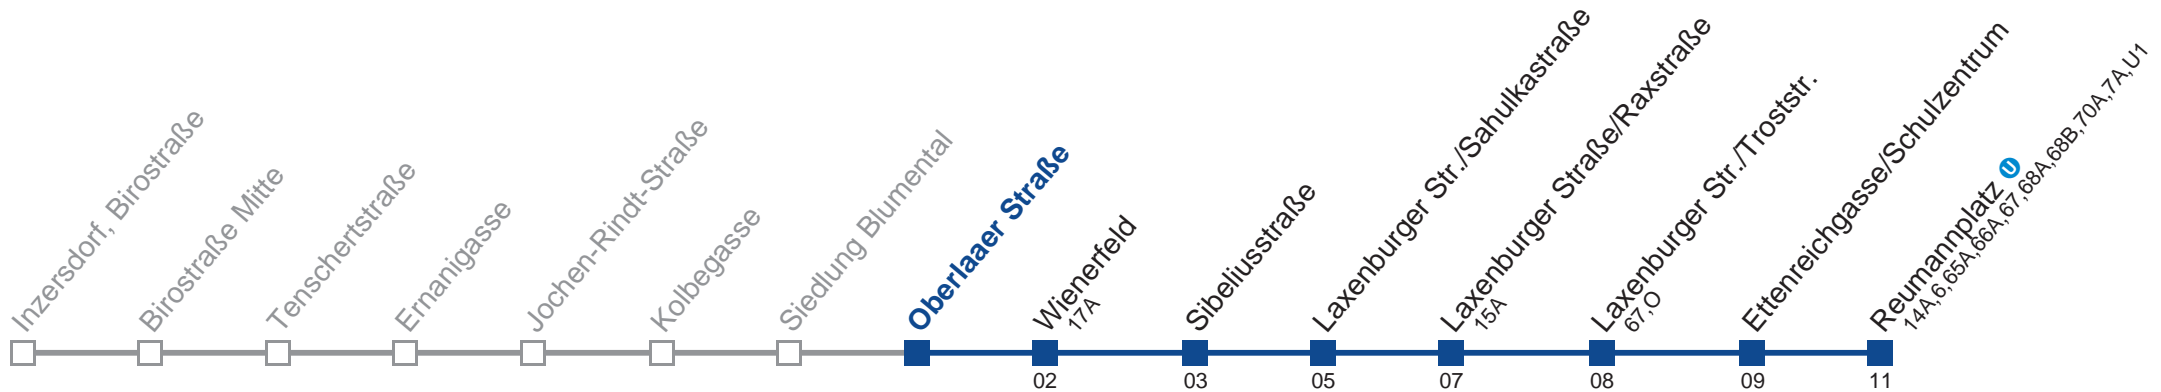 Inzersdorf, Birostraße
Birostraße Mitte
Tenschertstraße
Ernanigasse
Jochen-Rindt-Straße
Kolbegasse
Siedlung Blumental
Oberlaaer Straße
Wienerfeld
17A
02
Sibeliusstraße
03
Laxenburger Str./Sahulkastraße
05
Laxenburger Straße/Raxstraße
15A
07
Laxenburger Str./Troststr.
67,O
08
Ettenreichgasse/Schulzentrum
09
Reumannplatz U
14A,6,65A,66A,67,68A,68B,70A,7A,U1
11